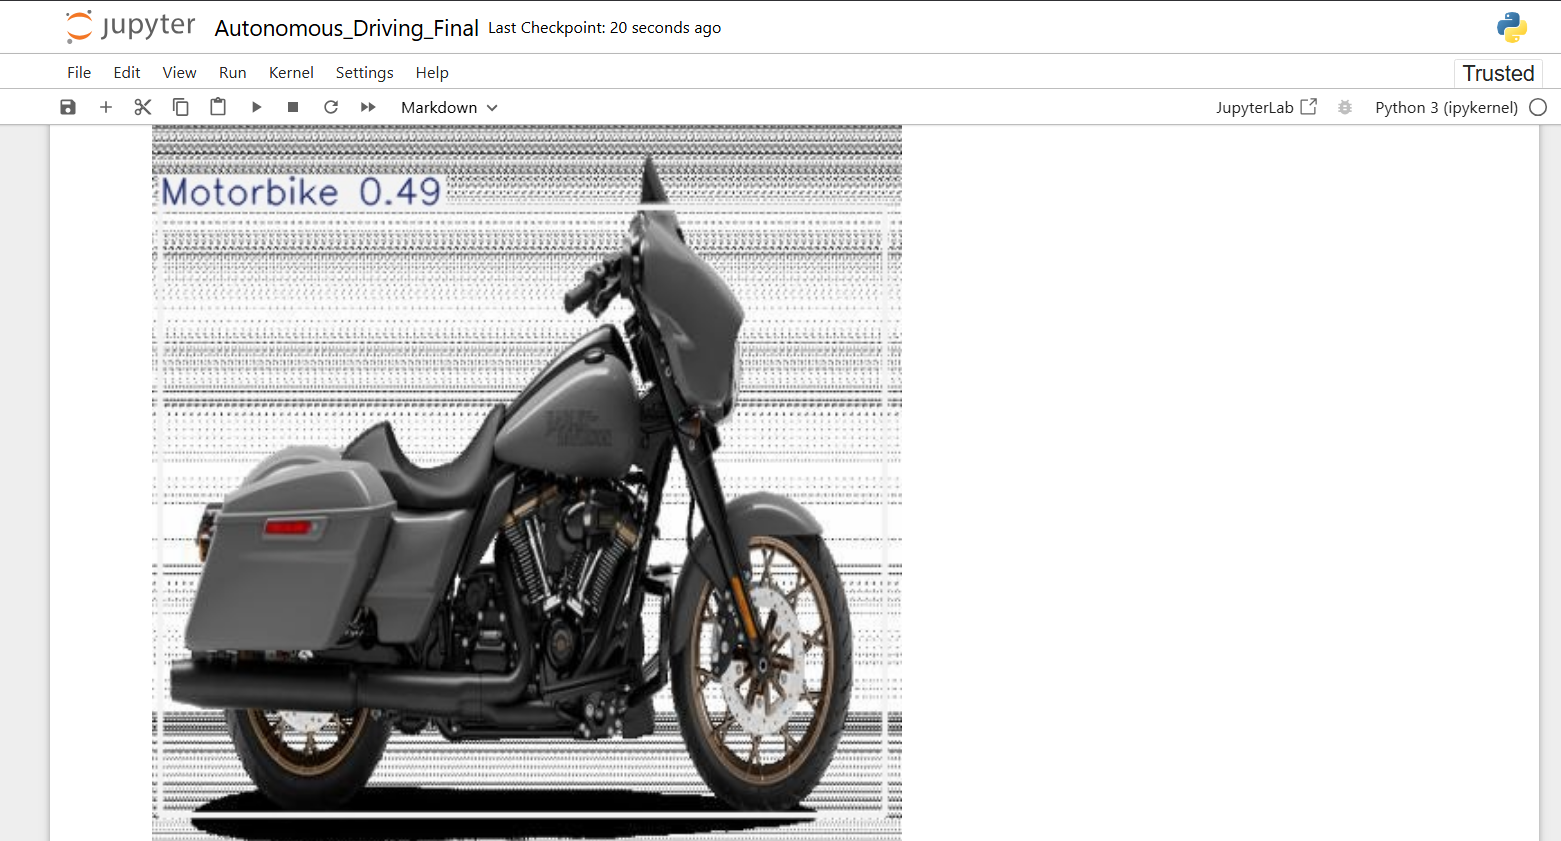 jupyter Autonomous_Driving_Final Last Checkpoint: 20 seconds ago
File Edit View Run Kernel Settings Help
Trusted
Markdown JupyterLab Python 3 (ipykernel)
Motorbike 0.49